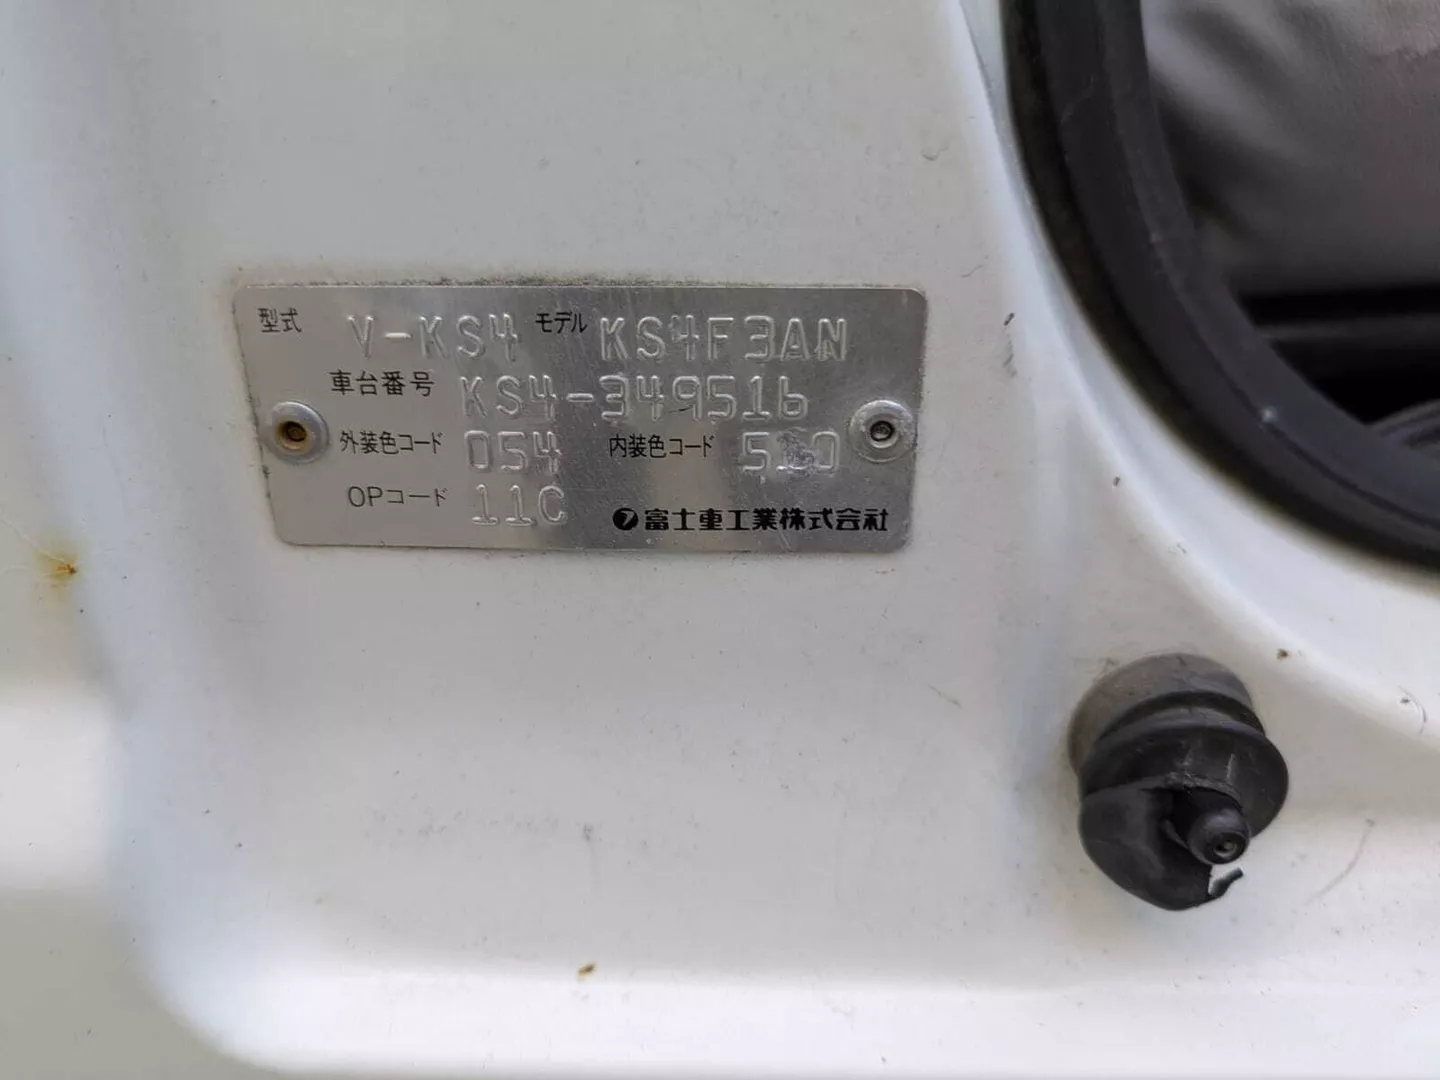 型式 V-KS4 モデル KS4F3AN
車台番号 KS4-349516
外装色コード 054 内装色コード 510
OPコード 11C
富士重工業株式会社